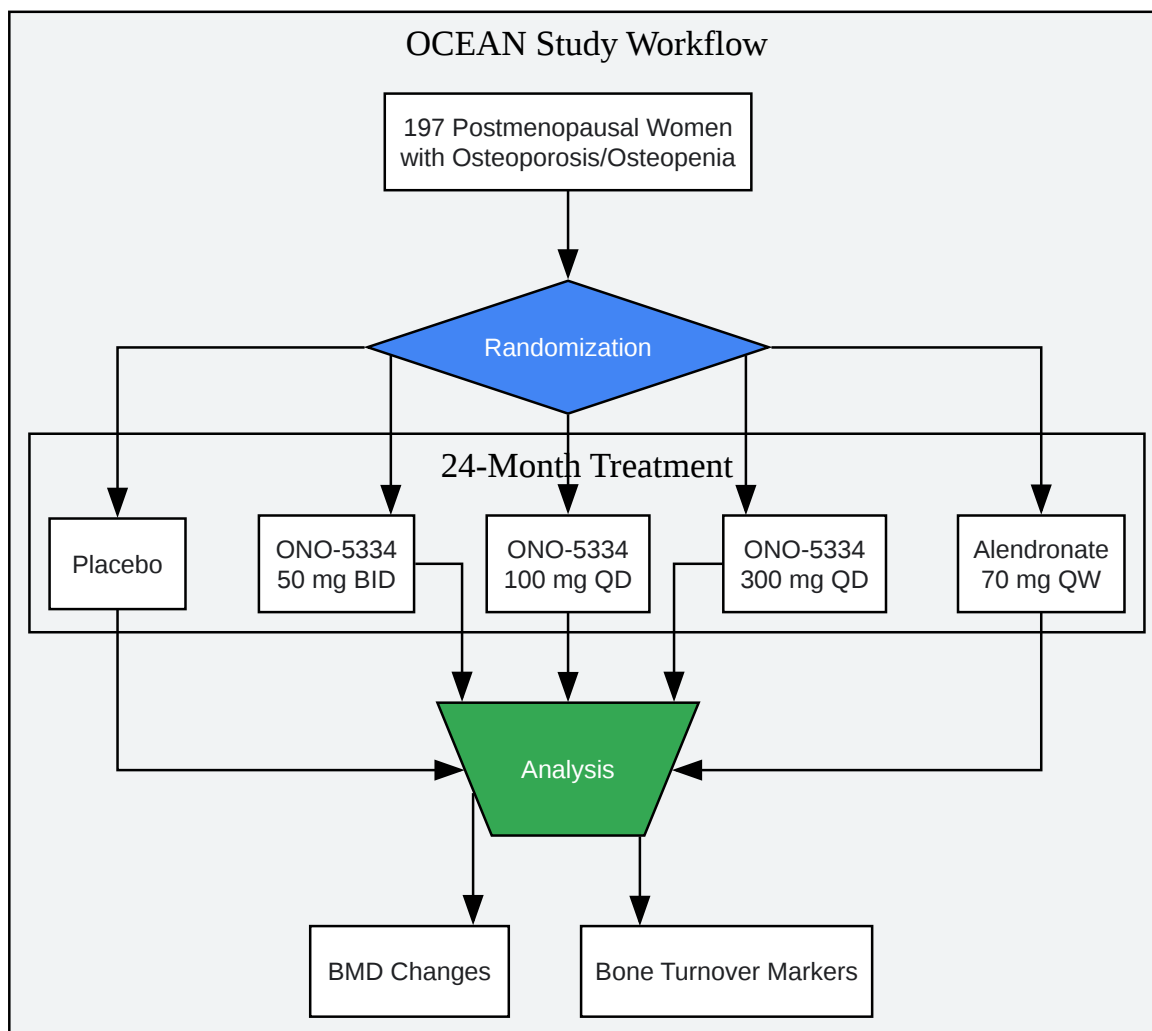 OCEAN Study Workflow
197 Postmenopausal Women
with Osteoporosis/Osteopenia
Randomization
24-Month Treatment
Placebo
ONO-5334
50 mg BID
ONO-5334
100 mg QD
ONO-5334
300 mg QD
Alendronate
70 mg QW
Analysis
BMD Changes
Bone Turnover Markers